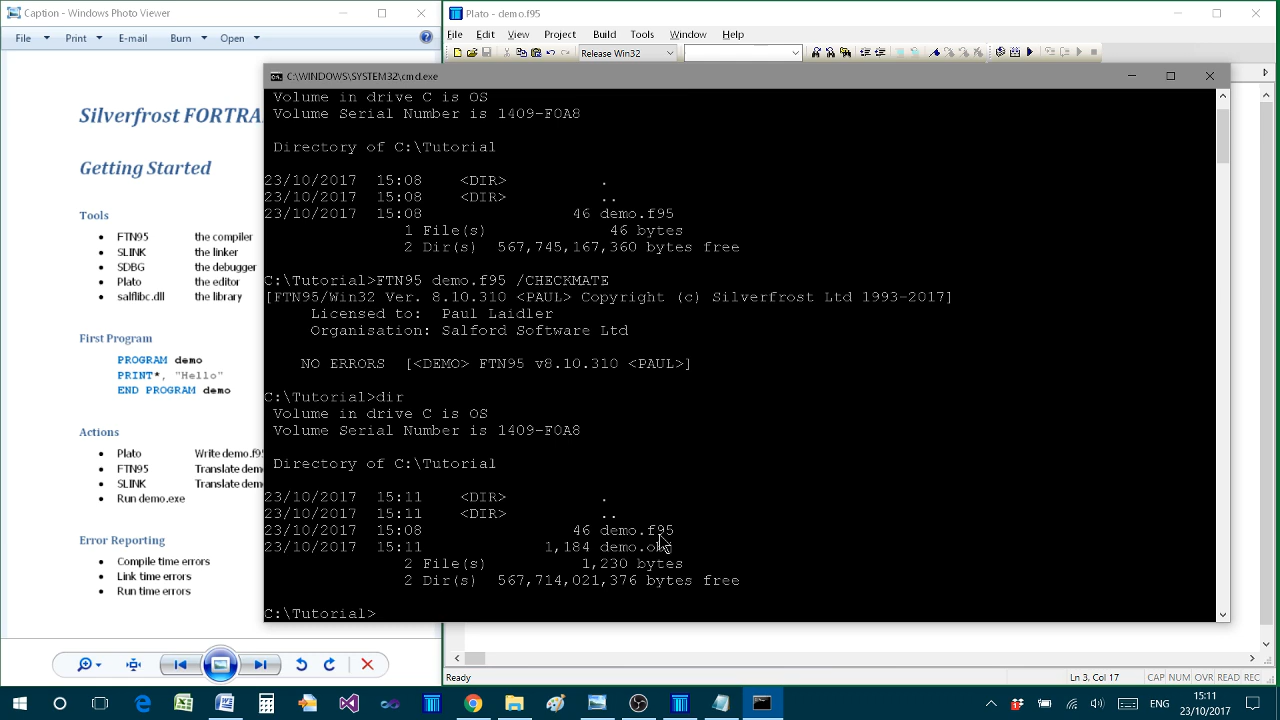 Caption - Windows Photo Viewer
File Print E-mail Burn Open
Silverfrost FORTRA
Getting Started
Tools
FTN95 the compiler
SLINK the linker
SDBG the debugger
Plato the editor
salflibc.dll the library
First Program
PROGRAM demo
PRINT*, "Hello"
END PROGRAM demo
Actions
Plato Write demo.f9
FTN95 Translate dem
SLINK Translate dem
Run demo.exe
Error Reporting
Compile time errors
Link time errors
Run time errors
Plato - demo.f95
File Edit View Project Build Tools Window Help
Release Win32
C:\WINDOWS\SYSTEM32\cmd.exe
Volume in drive C is OS
Volume Serial Number is 1409-F0A8
Directory of C:\Tutorial
23/10/2017 15:08 <DIR> .
23/10/2017 15:08 <DIR> ..
23/10/2017 15:08 46 demo.f95
1 File(s) 46 bytes
2 Dir(s) 567,745,167,360 bytes free
C:\Tutorial>FTN95 demo.f95 /CHECKMATE
[FTN95/Win32 Ver. 8.10.310 <PAUL> Copyright (c) Silverfrost Ltd 1993-2017]
Licensed to: Paul Laidler
Organisation: Salford Software Ltd
NO ERRORS [<DEMO> FTN95 v8.10.310 <PAUL>]
C:\Tutorial>dir
Volume in drive C is OS
Volume Serial Number is 1409-F0A8
Directory of C:\Tutorial
23/10/2017 15:11 <DIR> .
23/10/2017 15:11 <DIR> ..
23/10/2017 15:08 46 demo.f95
23/10/2017 15:11 1,184
2 File(s) 1,230 bytes
2 Dir(s) 567,714,021,376 bytes free
C:\Tutorial>
Ready Ln 3, Col 17 CAP NUM OVR READ REC
ENG
15:11
23/10/2017